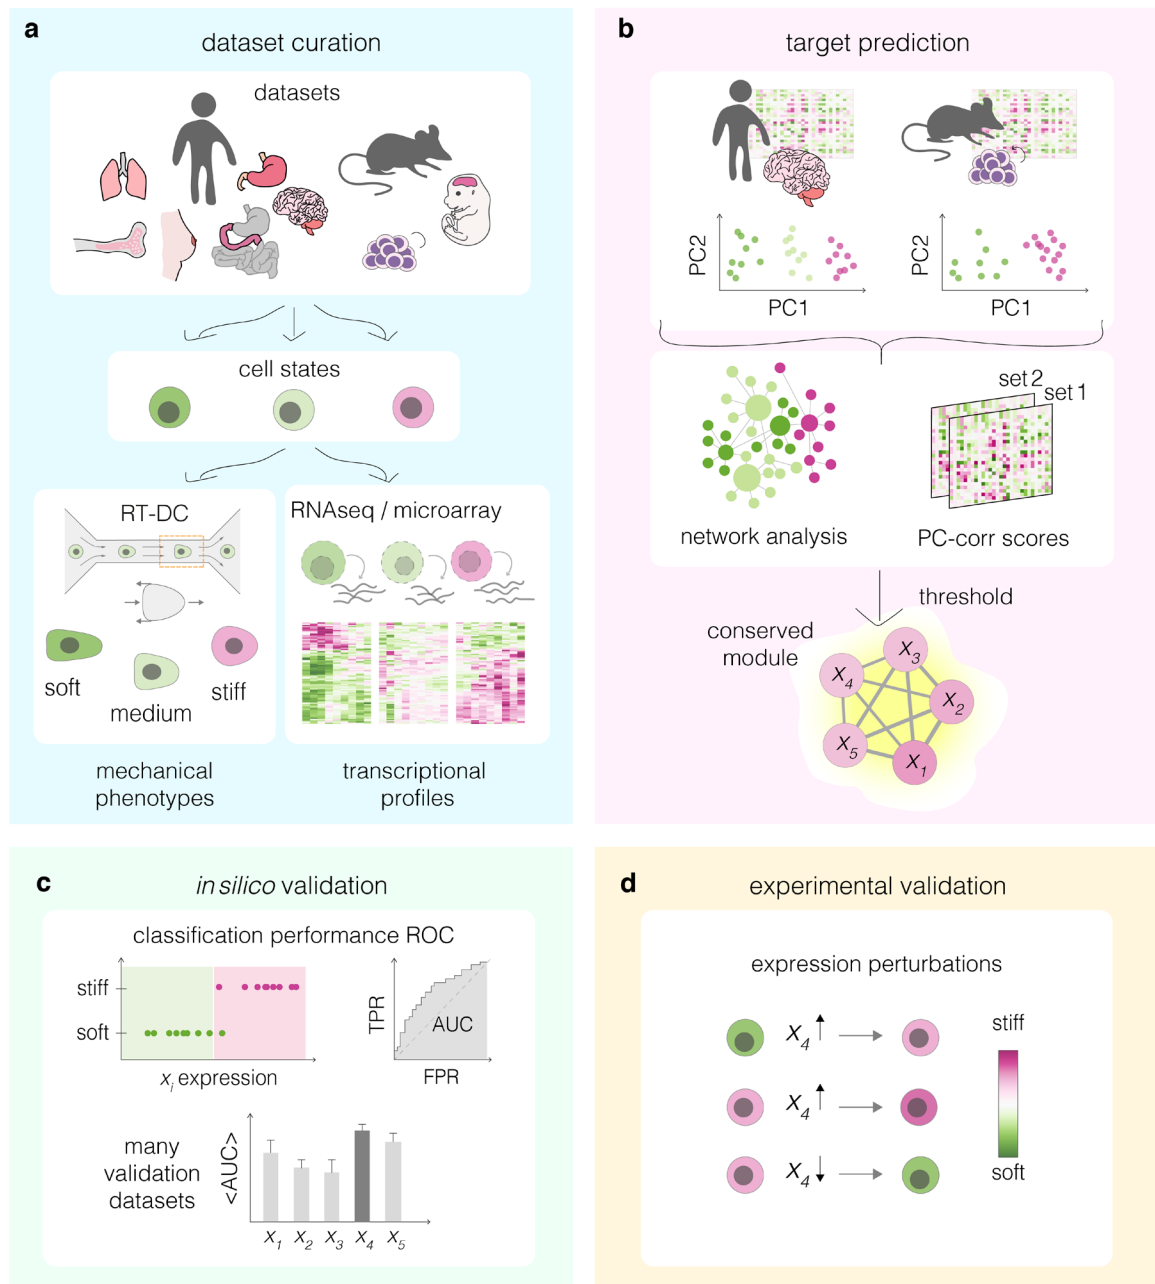 a
dataset curation
datasets
cell states
RT-DC
soft
medium
stiff
RNAseq / microarray
mechanical
phenotypes
transcriptional
profiles
b
target prediction
PC2
PC1
PC2
PC1
network analysis
set 2
set 1
PC-corr scores
threshold
conserved
module
X3
X4
X2
X5
X1
c
in silico validation
classification performance ROC
stiff
soft
xi expression
TPR
AUC
FPR
many
validation
datasets
<AUC>
X1 X2 X3 X4 X5
d
experimental validation
expression perturbations
X4
X4
X4
stiff
soft